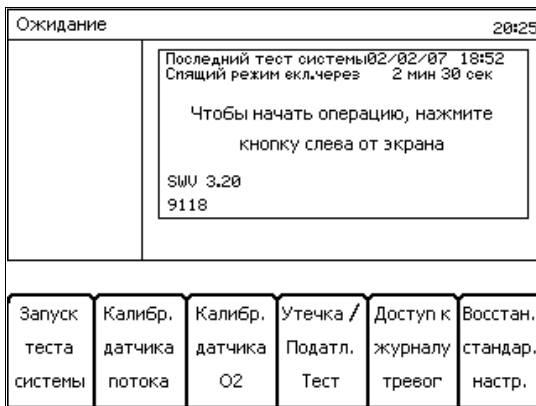 Ожидание 20:25
Последний тест системы02/02/07 18:52
Спящий режим вкл.через 2 мин 30 сек
Чтобы начать операцию, нажмите
кнопку слева от экрана
SWV 3.20
9118
Запуск теста системы
Калибр. датчика потока
Калибр. датчика O2
Утечка / Податл. Тест
Доступ к журналу тревог
Восстан. стандар. настр.